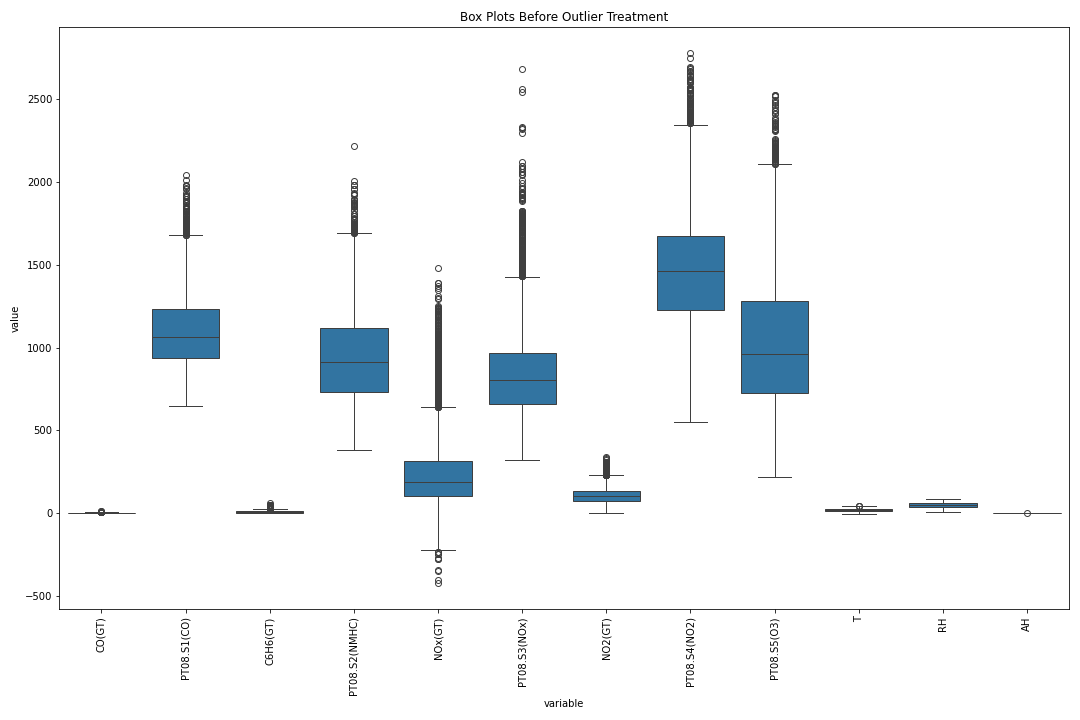 Box Plots Before Outlier Treatment
value
2500
2000
1500
1000
500
0
−500
CO(GT)
PT08.S1(CO)
C6H6(GT)
PT08.S2(NMHC)
NOx(GT)
PT08.S3(NOx)
NO2(GT)
PT08.S4(NO2)
PT08.S5(O3)
T
RH
AH
variable